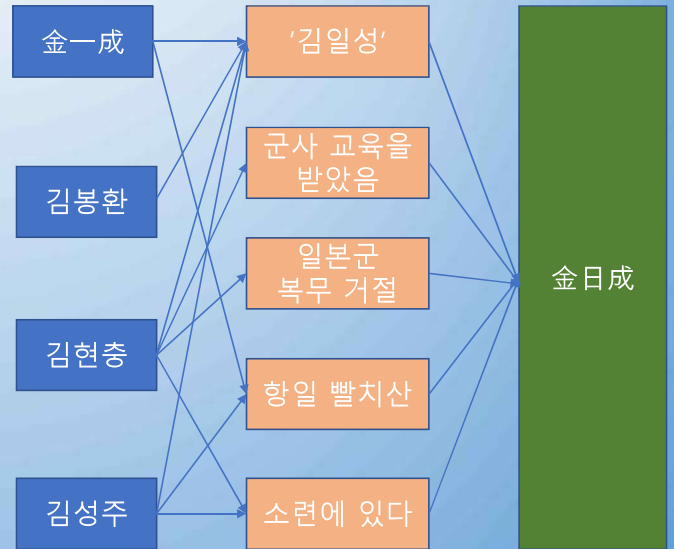 金一成
김봉환
김현충
김성주
'김일성'
군사 교육을
받았음
일본군
복무 거절
항일 빨치산
소련에 있다
金日成